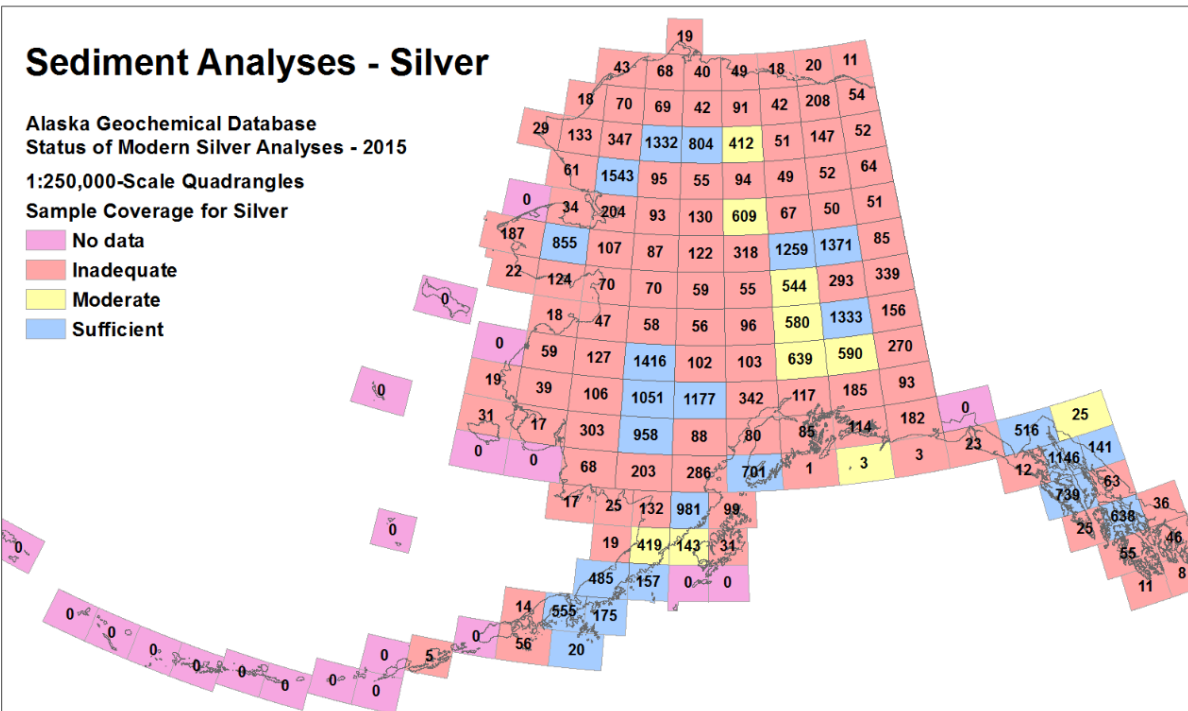 Sediment Analyses - Silver
Alaska Geochemical Database
Status of Modern Silver Analyses - 2015
1:250,000-Scale Quadrangles
Sample Coverage for Silver
No data
Inadequate
Moderate
Sufficient
19
43 68 40 49 18 20 11
18 70 69 42 91 42 208 54
29 133 347 1332 804 412 51 147 52
61 1543 95 55 94 49 52 64
0 34 204 93 130 609 67 50 51
187 855 107 87 122 318 1259 1371 85
22 124 70 70 59 55 544 293 339
0
18 47 58 56 96 580 1333 156
0 59 127 1416 102 103 639 590 270
0
19 39 106 1051 1177 342 117 185 93
31 17 303 958 88 80 85 114 182 0
0 0 68 203 286 701 1 3 3 23
516 25
12 1146 141
739 63
25 638 36
55 46
11 8
17 25 132 981 99
0
19 419 143 31
0
485 157 0 0
14 555 175
0 56 20
0 0 0 0 0 0 0 0 5
0